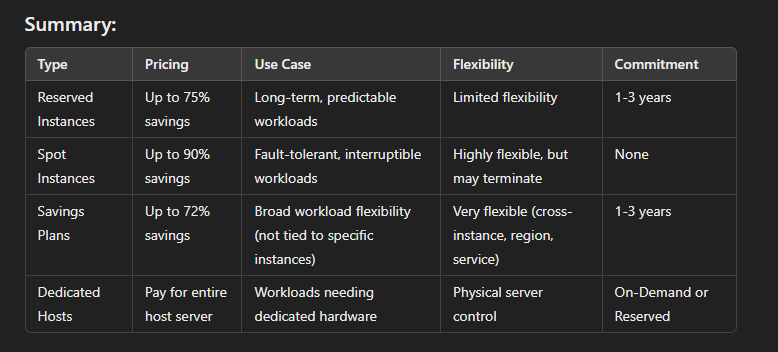 Summary:
Type Pricing Use Case Flexibility Commitment
Reserved Up to 75% Long-term, predictable Limited flexibility 1-3 years
Instances savings workloads
Spot Up to 90% Fault-tolerant, interruptible Highly flexible, but None
Instances savings workloads may terminate
Savings Up to 72% Broad workload flexibility Very flexible (cross- 1-3 years
Plans savings (not tied to specific instance, region,
instances) service)
Dedicated Pay for entire Workloads needing Physical server On-Demand or
Hosts host server dedicated hardware control Reserved